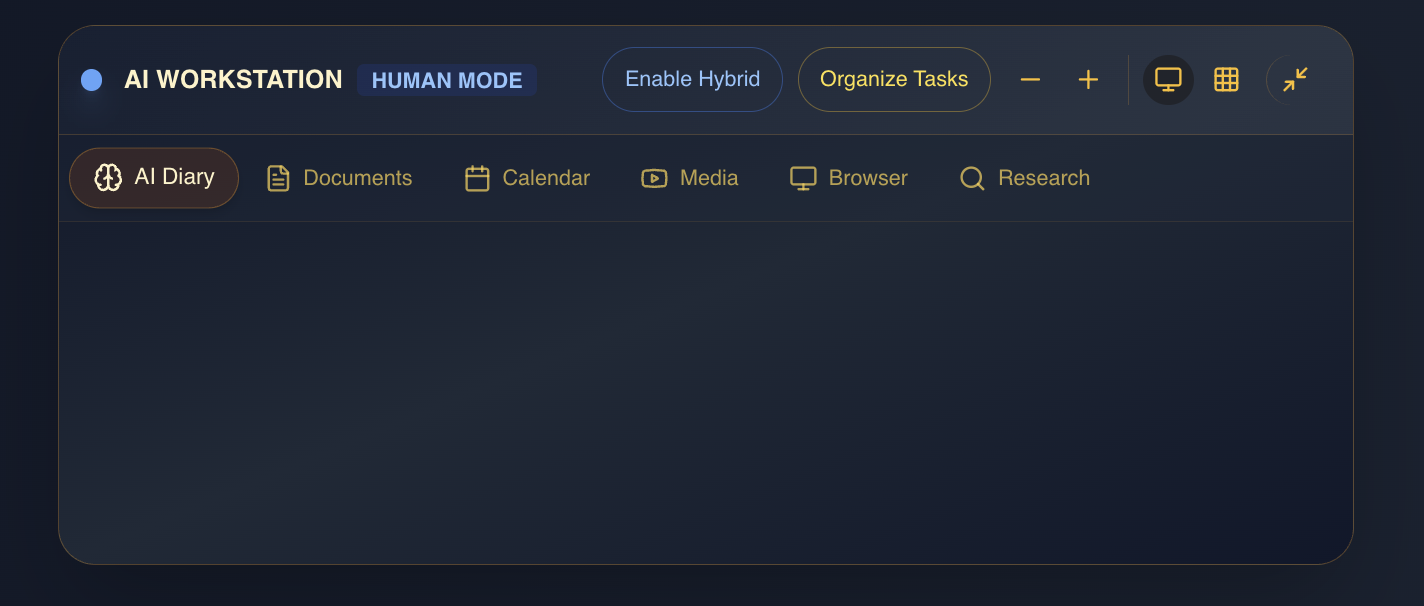 AI WORKSTATION HUMAN MODE Enable Hybrid Organize Tasks
AI Diary Documents Calendar Media Browser Research